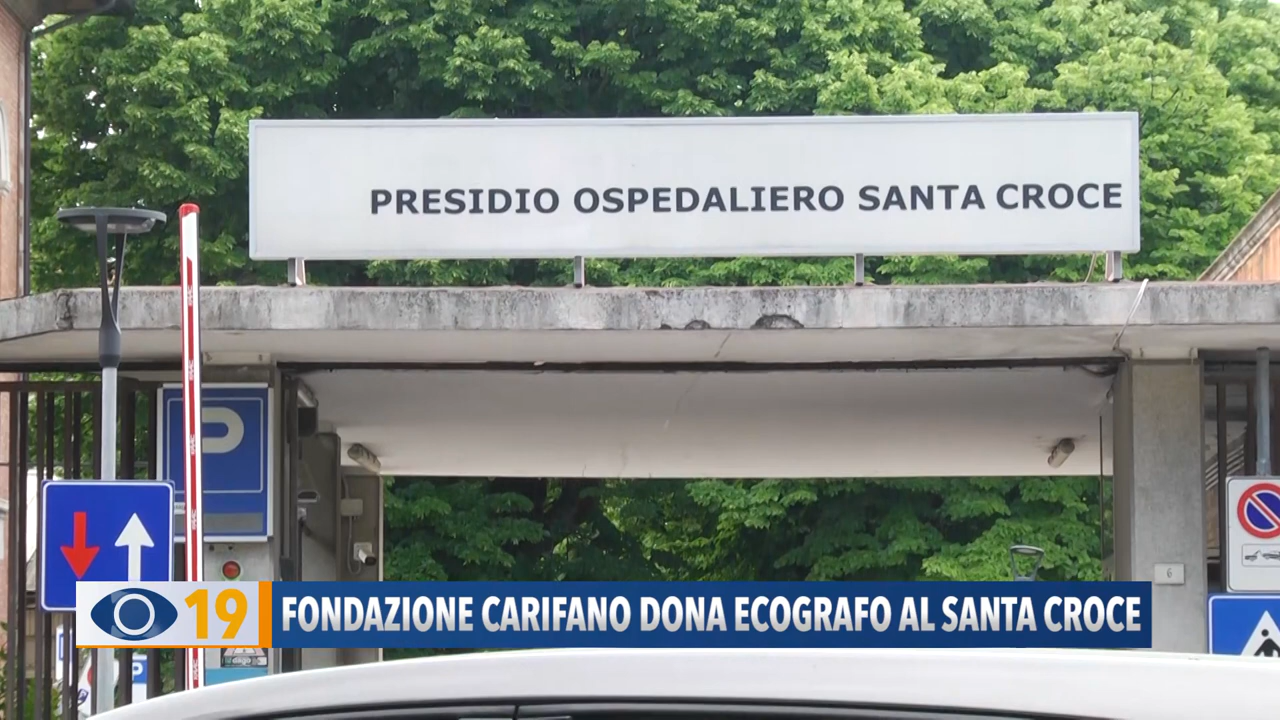 PRESIDIO OSPEDALIERO SANTA CROCE
P
6
19
FONDAZIONE CARIFANO DONA ECOGRAFO AL SANTA CROCE